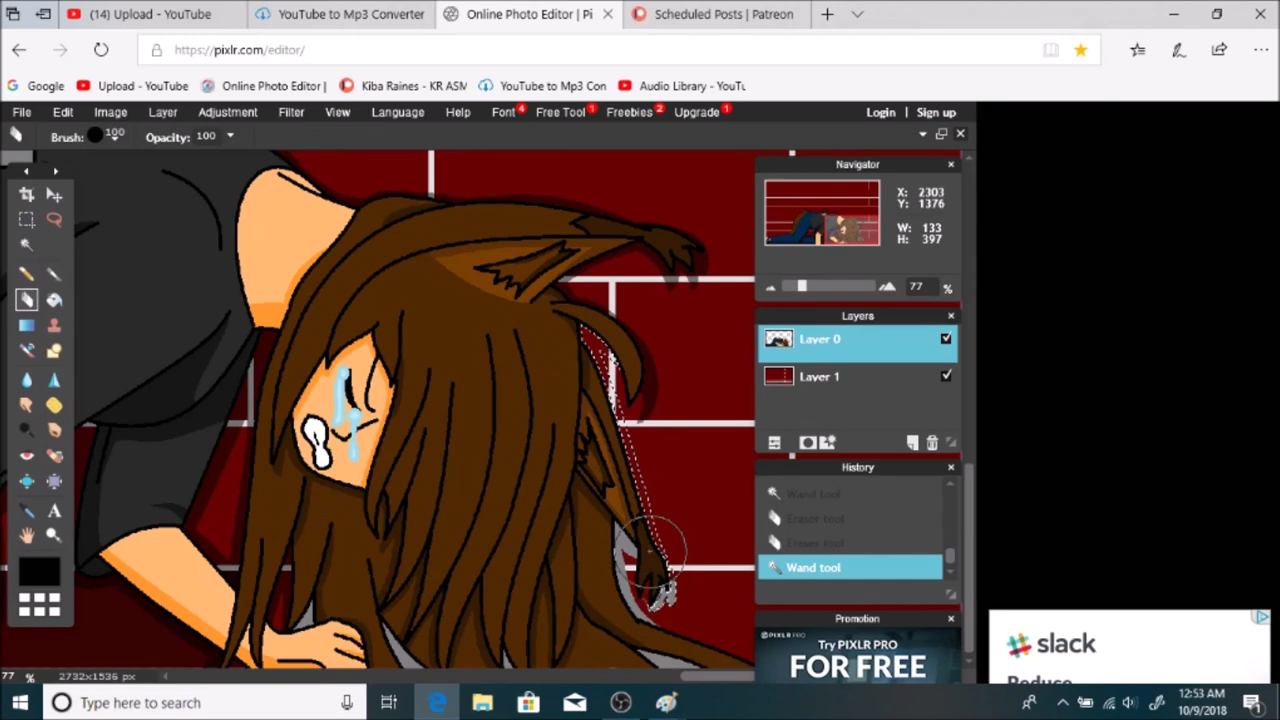 (14) Upload - YouTube
YouTube to Mp3 Converter
Online Photo Editor | Pi
Scheduled Posts | Patreon
https://pixlr.com/editor/
Google
Upload - YouTube
Online Photo Editor |
Kiba Raines - KR ASM
YouTube to Mp3 Con
Audio Library - YouTu
File Edit Image Layer Adjustment Filter View Language Help Font 4 Free Tool 1 Freebies 2 Upgrade 1 Login | Sign up
Brush: 100 Opacity: 100
Navigator
X: 2303
Y: 1376
W: 133
H: 397
77 %
Layers
Layer 0
Layer 1
History
Wand tool
Eraser tool
Eraser tool
Wand tool
Promotion
PIXLR PRO
Try PIXLR PRO
FOR FREE
slack
A
77 % 2732x1536 px
Type here to search
12:53 AM
10/9/2018
1